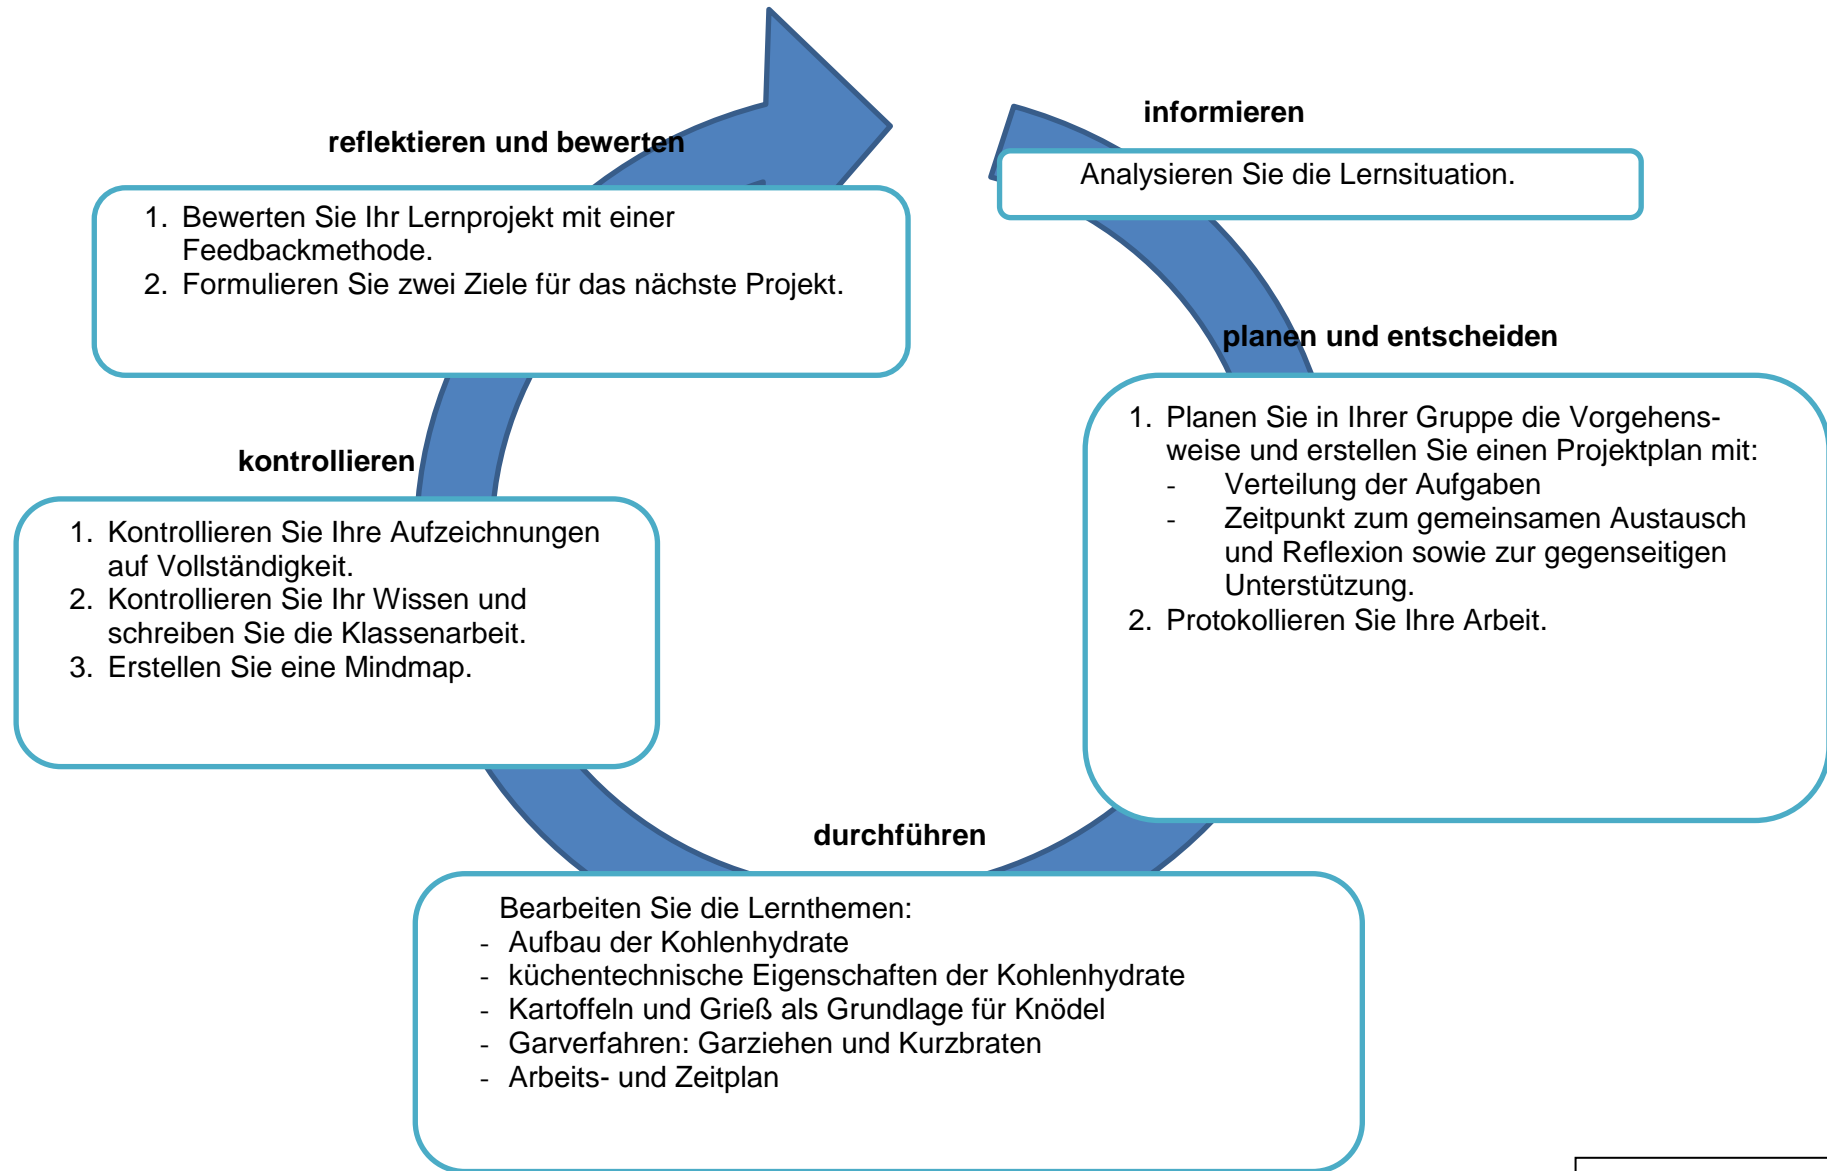 informieren
Analysieren Sie die Lernsituation.
planen und entscheiden
1. Planen Sie in Ihrer Gruppe die Vorgehens-
weise und erstellen Sie einen Projektplan mit:
- Verteilung der Aufgaben
- Zeitpunkt zum gemeinsamen Austausch
und Reflexion sowie zur gegenseitigen
Unterstützung.
2. Protokollieren Sie Ihre Arbeit.
durchführen
Bearbeiten Sie die Lernthemen:
- Aufbau der Kohlenhydrate
- küchentechnische Eigenschaften der Kohlenhydrate
- Kartoffeln und Grieß als Grundlage für Knödel
- Garverfahren: Garziehen und Kurzbraten
- Arbeits- und Zeitplan
kontrollieren
1. Kontrollieren Sie Ihre Aufzeichnungen
auf Vollständigkeit.
2. Kontrollieren Sie Ihr Wissen und
schreiben Sie die Klassenarbeit.
3. Erstellen Sie eine Mindmap.
reflektieren und bewerten
1. Bewerten Sie Ihr Lernprojekt mit einer
Feedbackmethode.
2. Formulieren Sie zwei Ziele für das nächste Projekt.